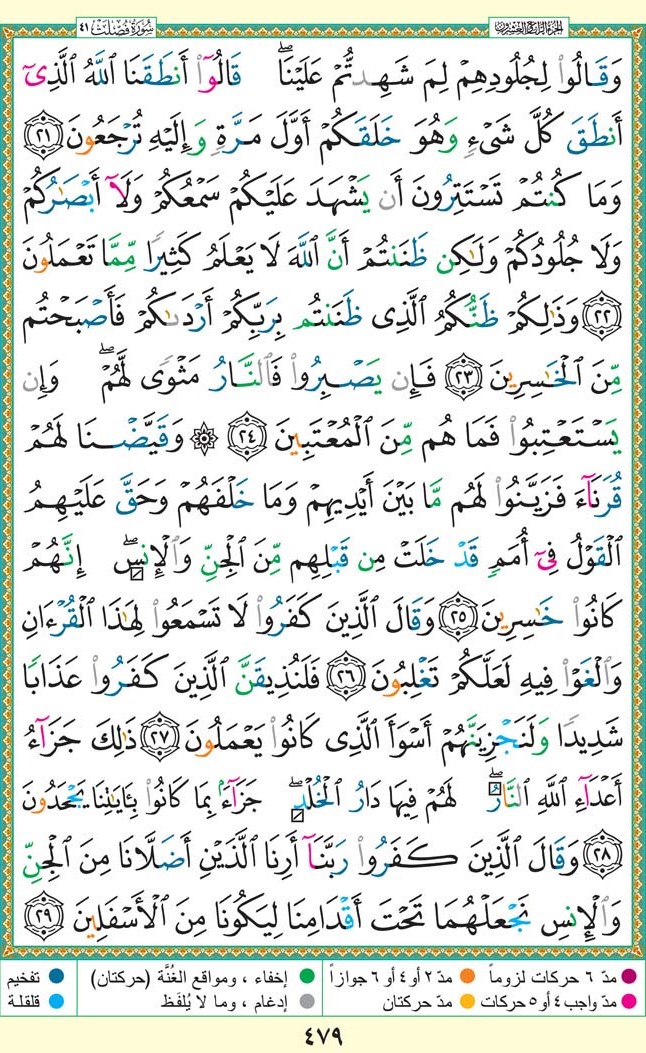 الجزء الرابع والعشرون سورة فصلت ٤١
وَقَالُوا۟ لِجُلُودِهِمْ لِمَ شَهِدتُّمْ عَلَيْنَا ۖ قَالُوٓا۟ أَنطَقَنَا ٱللَّهُ ٱلَّذِىٓ
أَنطَقَ كُلَّ شَىْءٍ وَهُوَ خَلَقَكُمْ أَوَّلَ مَرَّةٍ وَإِلَيْهِ تُرْجَعُونَ ٢١
وَمَا كُنتُمْ تَسْتَتِرُونَ أَن يَشْهَدَ عَلَيْكُمْ سَمْعُكُمْ وَلَآ أَبْصَـٰرُكُمْ
وَلَا جُلُودُكُمْ وَلَـٰكِن ظَنَنتُمْ أَنَّ ٱللَّهَ لَا يَعْلَمُ كَثِيرًا مِّمَّا تَعْمَلُونَ
٢٢ وَذَٰلِكُمْ ظَنُّكُمُ ٱلَّذِى ظَنَنتُم بِرَبِّكُمْ أَرْدَىٰكُمْ فَأَصْبَحْتُم
مِّنَ ٱلْخَـٰسِرِينَ ٢٣ فَإِن يَصْبِرُوا۟ فَٱلنَّارُ مَثْوًى لَّهُمْ ۖ وَإِن
يَسْتَعْتِبُوا۟ فَمَا هُم مِّنَ ٱلْمُعْتَبِينَ ٢٤ ۞ وَقَيَّضْنَا لَهُمْ
قُرَنَآءَ فَزَيَّنُوا۟ لَهُم مَّا بَيْنَ أَيْدِيهِمْ وَمَا خَلْفَهُمْ وَحَقَّ عَلَيْهِمُ
ٱلْقَوْلُ فِىٓ أُمَمٍ قَدْ خَلَتْ مِن قَبْلِهِم مِّنَ ٱلْجِنِّ وَٱلْإِنسِ ۖ إِنَّهُمْ
كَانُوا۟ خَـٰسِرِينَ ٢٥ وَقَالَ ٱلَّذِينَ كَفَرُوا۟ لَا تَسْمَعُوا۟ لِهَـٰذَا ٱلْقُرْءَانِ
وَٱلْغَوْا۟ فِيهِ لَعَلَّكُمْ تَغْلِبُونَ ٢٦ فَلَنُذِيقَنَّ ٱلَّذِينَ كَفَرُوا۟ عَذَابًا
شَدِيدًا وَلَنَجْزِيَنَّهُمْ أَسْوَأَ ٱلَّذِى كَانُوا۟ يَعْمَلُونَ ٢٧ ذَٰلِكَ جَزَآءُ
أَعْدَآءِ ٱللَّهِ ٱلنَّارُ ۖ لَهُمْ فِيهَا دَارُ ٱلْخُلْدِ ۖ جَزَآءًۢ بِمَا كَانُوا۟ بِـَٔايَـٰتِنَا يَجْحَدُونَ
٢٨ وَقَالَ ٱلَّذِينَ كَفَرُوا۟ رَبَّنَآ أَرِنَا ٱلَّذَيْنِ أَضَلَّانَا مِنَ ٱلْجِنِّ
وَٱلْإِنسِ نَجْعَلْهُمَا تَحْتَ أَقْدَامِنَا لِيَكُونَا مِنَ ٱلْأَسْفَلِينَ ٢٩
مدّ ٦ حركات لزوماً مدّ ٢ أو ٤ أو ٦ جوازاً إخفاء ، ومواقع الغُنَّة (حركتان) تفخيم
مدّ واجب ٤ أو ٥ حركات مدّ حركتان إدغام ، وما لا يُلفَظ قلقلة
٤٧٩